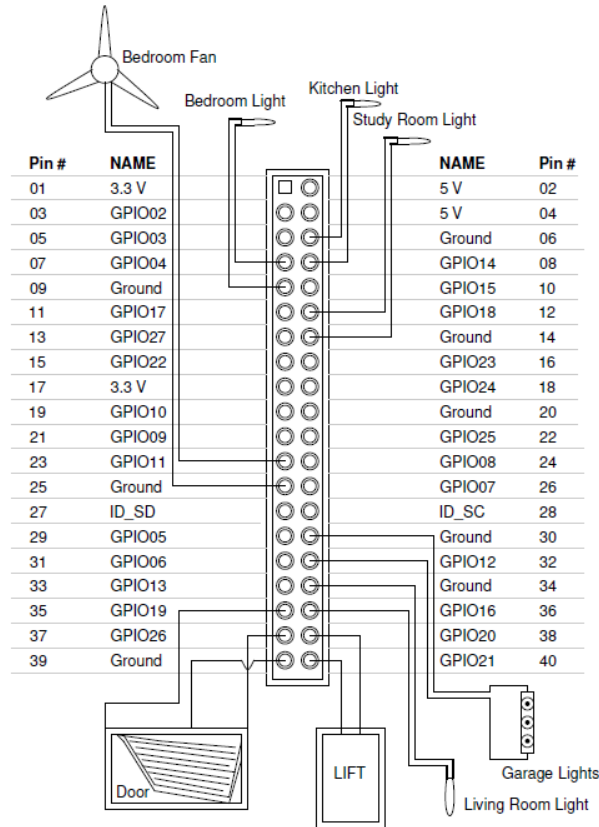 Bedroom Fan
Kitchen Light
Bedroom Light
Study Room Light
Pin # NAME NAME Pin #
01 3.3 V 5 V 02
03 GPIO02 5 V 04
05 GPIO03 Ground 06
07 GPIO04 GPIO14 08
09 Ground GPIO15 10
11 GPIO17 GPIO18 12
13 GPIO27 Ground 14
15 GPIO22 GPIO23 16
17 3.3 V GPIO24 18
19 GPIO10 Ground 20
21 GPIO09 GPIO25 22
23 GPIO11 GPIO08 24
25 Ground GPIO07 26
27 ID_SD ID_SC 28
29 GPIO05 Ground 30
31 GPIO06 GPIO12 32
33 GPIO13 Ground 34
35 GPIO19 GPIO16 36
37 GPIO26 GPIO20 38
39 Ground GPIO21 40
Door
LIFT
Garage Lights
Living Room Light